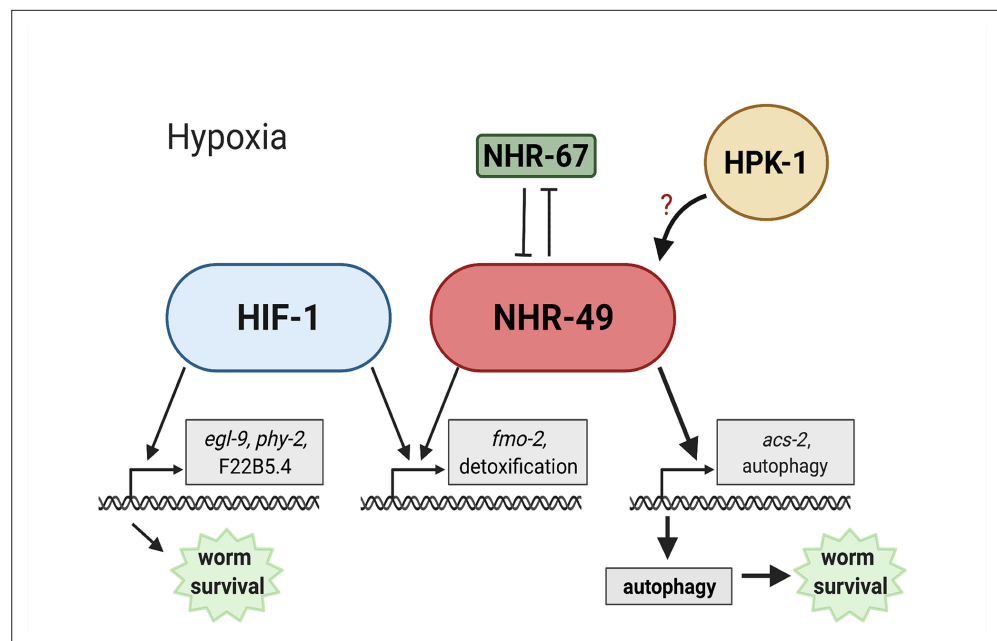 Hypoxia
NHR-67
HPK-1
?
HIF-1
NHR-49
egl-9, phy-2,
F22B5.4
fmo-2,
detoxification
acs-2,
autophagy
worm
survival
autophagy
worm
survival